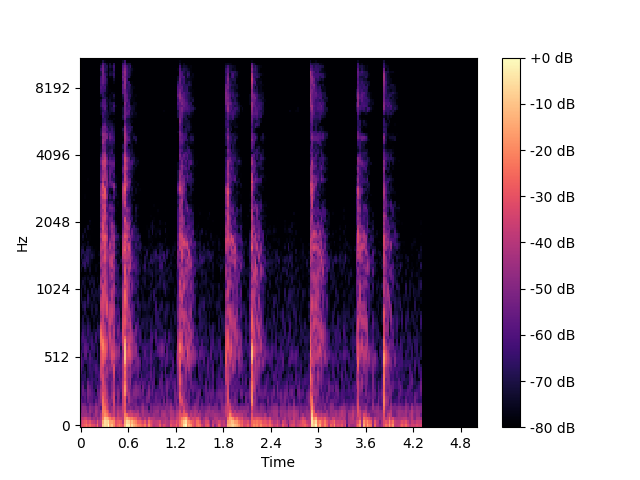 8192
4096
2048
1024
512
0
Hz
0 0.6 1.2 1.8 2.4 3 3.6 4.2 4.8
Time
+0 dB
-10 dB
-20 dB
-30 dB
-40 dB
-50 dB
-60 dB
-70 dB
-80 dB